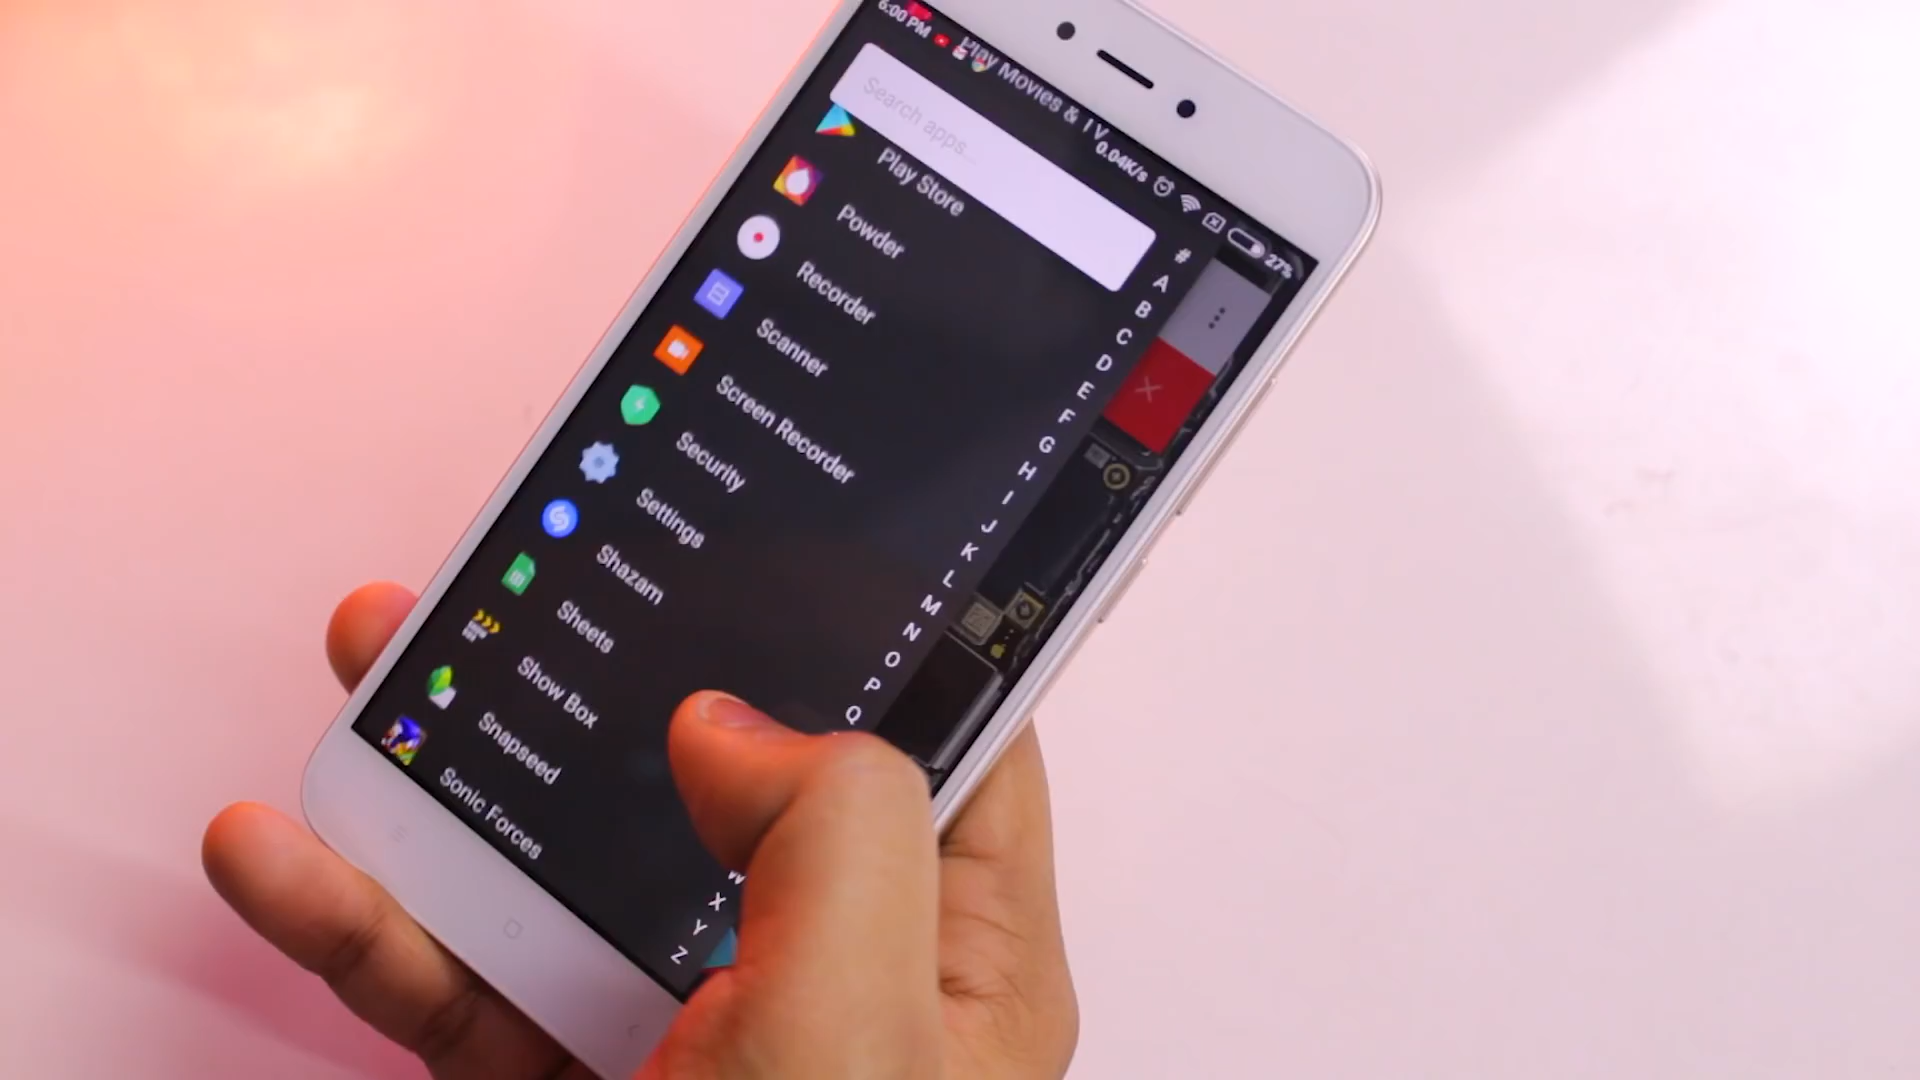 6:00 PM
0.04K/s
27%
Play Movies & TV
Search apps...
Play Store
Powder
Recorder
Scanner
Screen Recorder
Security
Settings
Shazam
Sheets
Show Box
Snapseed
Sonic Forces
#
A
B
C
D
E
F
G
H
I
J
K
L
M
N
O
P
Q
W
X
Y
Z